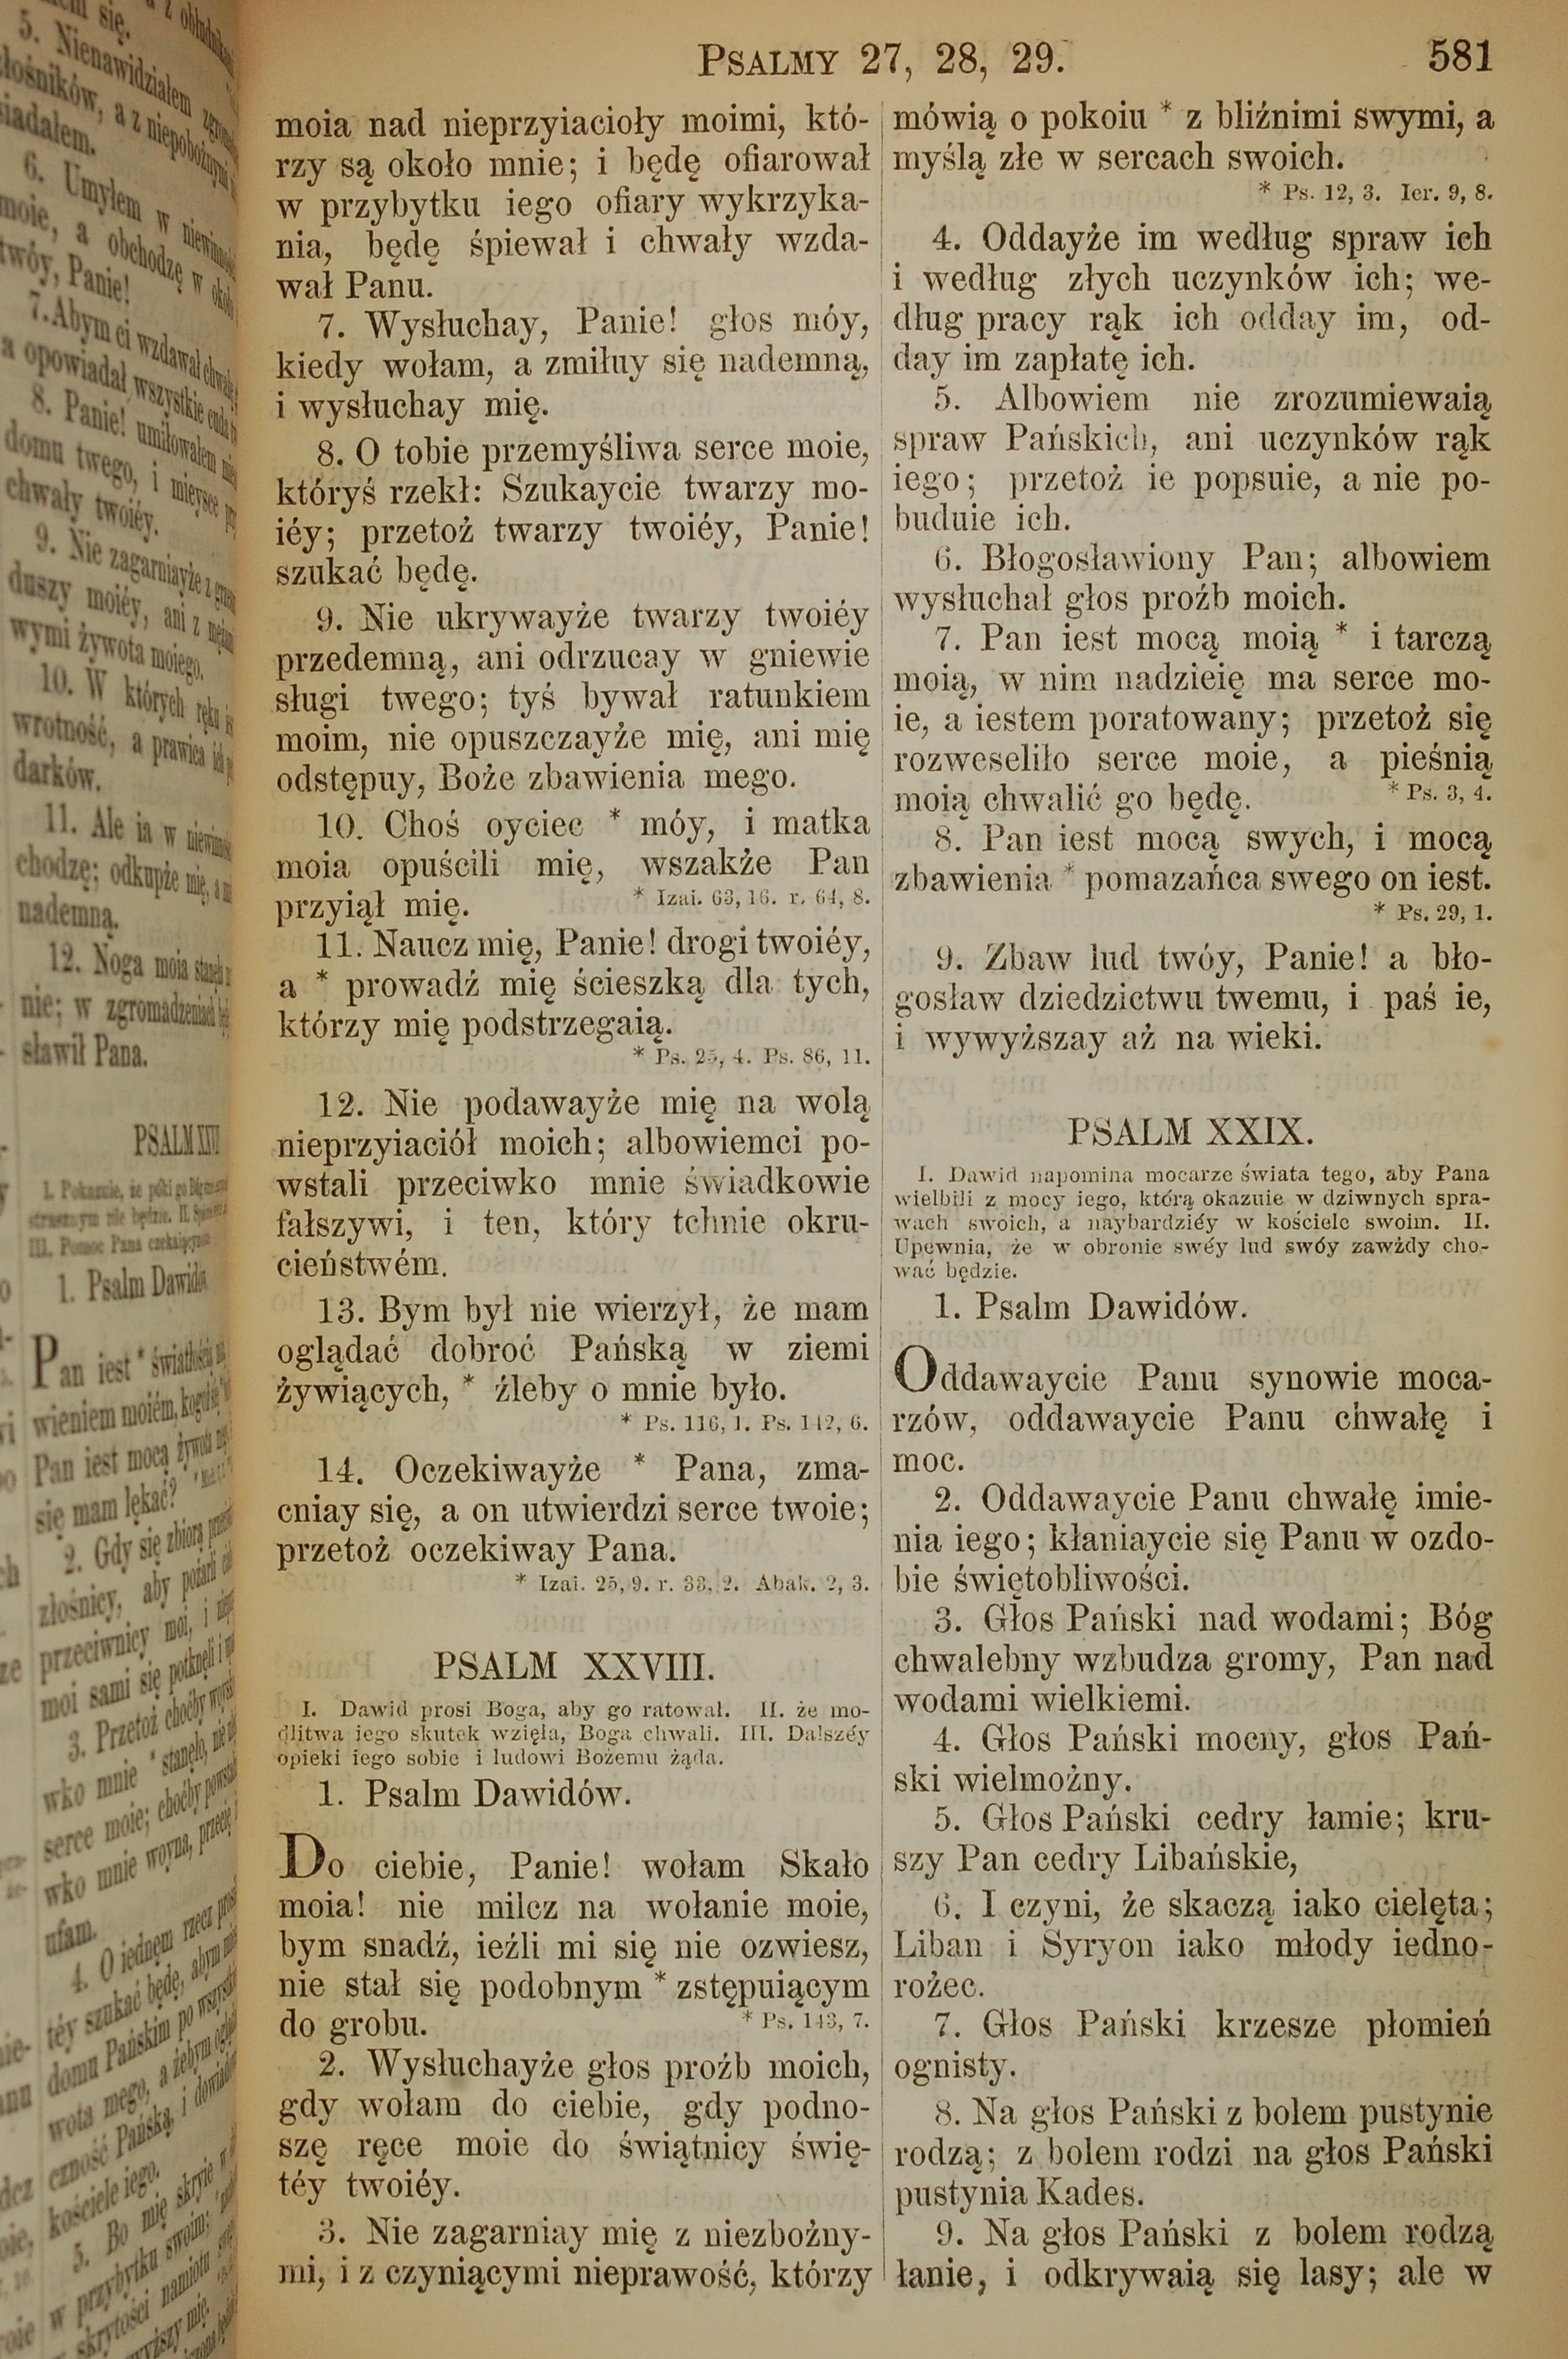 PSALMY 27, 28, 29. 581
moia nad nieprzyiacioły moimi, któ-
rzy są około mnie; i będę ofiarował
w przybytku iego ofiary wykrzyka-
nia, będę śpiewał i chwały wzda-
wał Panu.
7. Wysłuchay, Panie! głos móy,
kiedy wołam, a zmiłuy się nademną,
i wysłuchay mię.
8. O tobie przemyśliwa serce moie,
któryś rzekł: Szukaycie twarzy mo-
iéy; przetoż twarzy twoiéy, Panie!
szukać będę.
9. Nie ukrywayże twarzy twoiéy
przedemną, ani odrzucay w gniewie
sługi twego; tyś bywał ratunkiem
moim, nie opuszczayże mię, ani mię
odstępuy, Boże zbawienia mego.
10. Choś oyciec * móy, i matka
moia opuścili mię, wszakże Pan
przyiął mię. * Izai. 63, 16. r. 64, 8.
11. Naucz mię, Panie! drogi twoiéy,
a * prowadź mię ścieszką dla tych,
którzy mię podstrzegaią.
* Ps. 25, 4. Ps. 86, 11.
12. Nie podawayże mię na wolą
nieprzyiaciół moich; albowiemci po-
wstali przeciwko mnie świadkowie
fałszywi, i ten, który tchnie okru-
cieństwém.
13. Bym był nie wierzył, że mam
oglądać dobroć Pańską w ziemi
żywiących, * źleby o mnie było.
* Ps. 116, 1. Ps. 142, 6.
14. Oczekiwayże * Pana, zma-
cniay się, a on utwierdzi serce twoie;
przetoż oczekiway Pana.
* Izai. 25, 9. r. 33, 2. Abak. 2, 3.
PSALM XXVIII.
I. Dawid prosi Boga, aby go ratował. II. że mo-
dlitwa iego skutek wzięła, Boga chwali. III. Dalszéy
opieki iego sobie i ludowi Bożemu żąda.
1. Psalm Dawidów.
Do ciebie, Panie! wołam Skało
moia! nie milcz na wołanie moie,
bym snadź, ieźli mi się nie ozwiesz,
nie stał się podobnym * zstępuiącym
do grobu. * Ps. 143, 7.
2. Wysłuchayże głos proźb moich,
gdy wołam do ciebie, gdy podno-
szę ręce moie do świątnicy świę-
téy twoiéy.
3. Nie zagarniay mię z niezbożny-
mi, i z czyniącymi nieprawość, którzy
mówią o pokoiu * z bliźnimi swymi, a
myślą złe w sercach swoich.
* Ps. 12, 3. Ier. 9, 8.
4. Oddayże im według spraw ich
i według złych uczynków ich; we-
dług pracy rąk ich odday im, od-
day im zapłatę ich.
5. Albowiem nie zrozumiewaią
spraw Pańskich, ani uczynków rąk
iego; przetoż ie popsuie, a nie po-
buduie ich.
6. Błogosławiony Pan; albowiem
wysłuchał głos proźb moich.
7. Pan iest mocą moią * i tarczą
moią, w nim nadzieię ma serce mo-
ie, a iestem poratowany; przetoż się
rozweseliło serce moie, a pieśnią
moią chwalić go będę. * Ps. 3, 4.
8. Pan iest mocą swych, i mocą
zbawienia * pomazańca swego on iest.
* Ps. 29, 1.
9. Zbaw lud twóy, Panie! a bło-
gosław dziedzictwu twemu, i paś ie,
i wywyższay aż na wieki.
PSALM XXIX.
I. Dawid napomina mocarze świata tego, aby Pana
wielbili z mocy iego, którą okazuie w dziwnych spra-
wach swoich, a naybardziéy w kościele swoim. II.
Upewnia, że w obronie swéy lud swóy zawżdy cho-
wać będzie.
1. Psalm Dawidów.
Oddawaycie Panu synowie moca-
rzów, oddawaycie Panu chwałę i
moc.
2. Oddawaycie Panu chwałę imie-
nia iego; kłaniaycie się Panu w ozdo-
bie świętobliwości.
3. Głos Pański nad wodami; Bóg
chwalebny wzbudza gromy, Pan nad
wodami wielkiemi.
4. Głos Pański mocny, głos Pań-
ski wielmożny.
5. Głos Pański cedry łamie; kru-
szy Pan cedry Libańskie,
6. I czyni, że skaczą iako cielęta;
Liban i Syryon iako młody iedno-
rożec.
7. Głos Pański krzesze płomień
ognisty.
8. Na głos Pański z bolem pustynie
rodzą; z bolem rodzi na głos Pański
pustynia Kades.
9. Na głos Pański z bolem rodzą
łanie, i odkrywaią się lasy; ale w